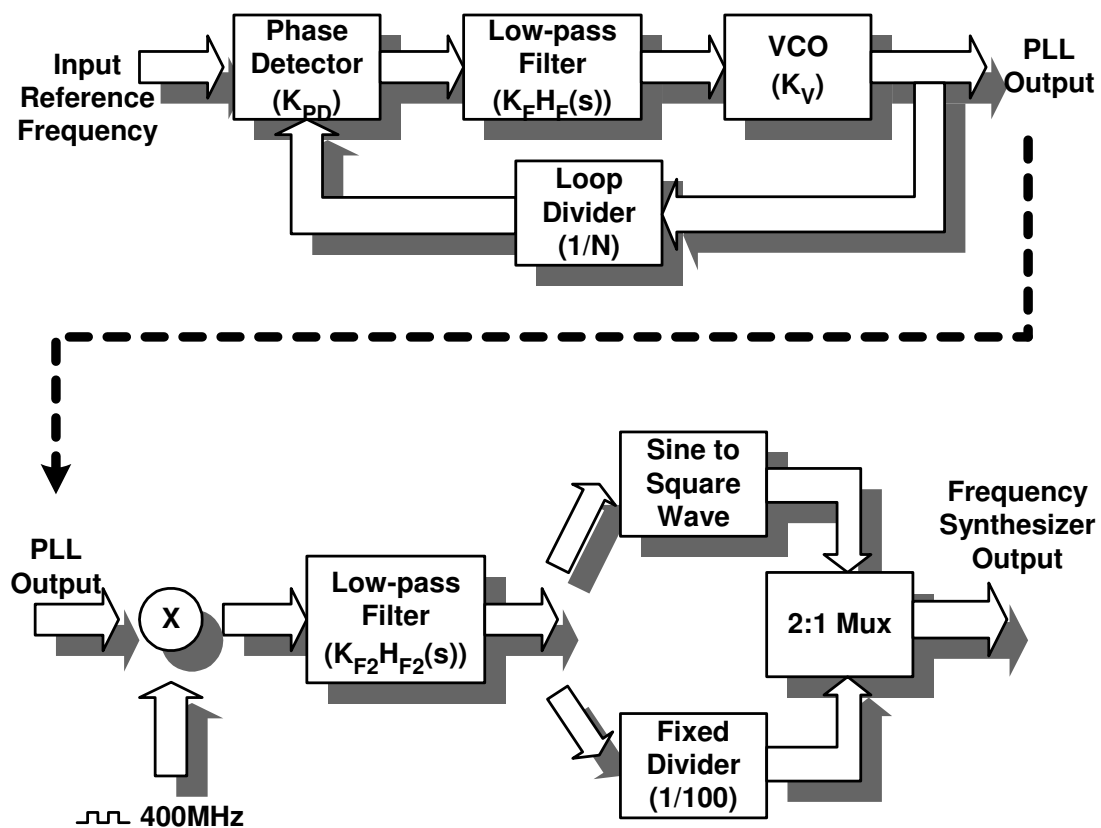 Input
Reference
Frequency
Phase
Detector
(KPD)
Low-pass
Filter
(KFHF(s))
VCO
(KV)
PLL
Output
Loop
Divider
(1/N)
PLL
Output
X
400MHz
Low-pass
Filter
(KF2HF2(s))
Sine to
Square
Wave
Fixed
Divider
(1/100)
2:1 Mux
Frequency
Synthesizer
Output